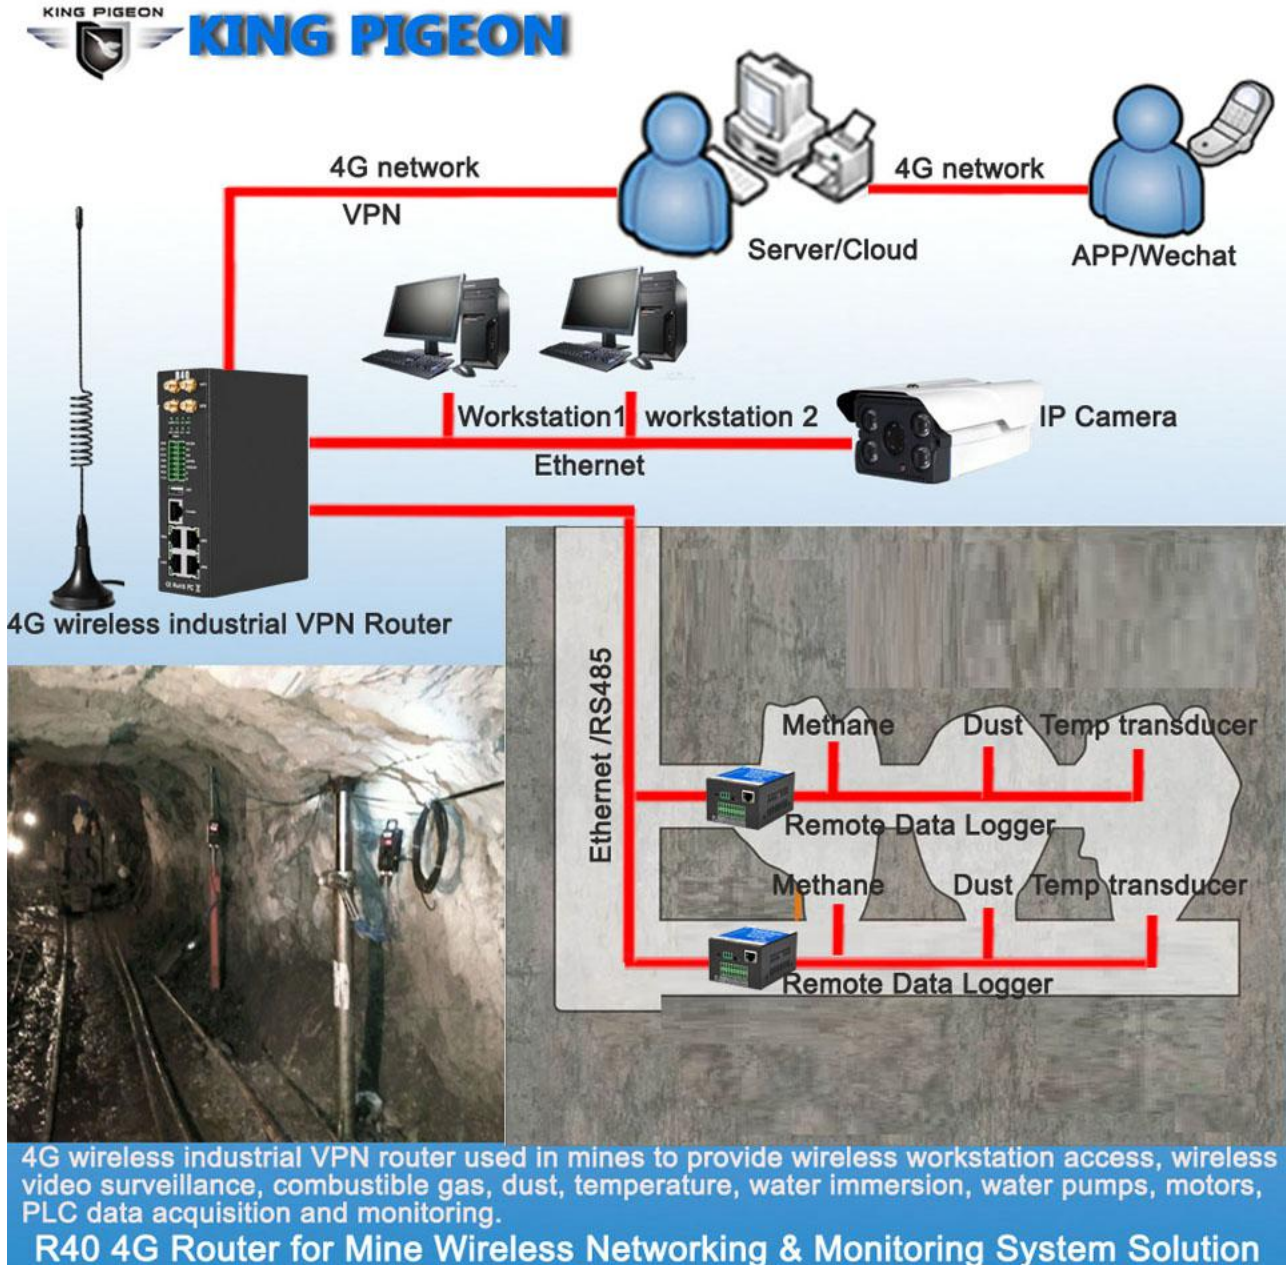 KING PIGEON
KING PIGEON
4G network
VPN
4G network
Server/Cloud
APP/Wechat
R40
Workstation1
workstation 2
IP Camera
Ethernet
4G wireless industrial VPN Router
Ethernet /RS485
Methane
Dust
Temp transducer
Remote Data Logger
Methane
Dust
Temp transducer
Remote Data Logger
4G wireless industrial VPN router used in mines to provide wireless workstation access, wireless
video surveillance, combustible gas, dust, temperature, water immersion, water pumps, motors,
PLC data acquisition and monitoring.
R40 4G Router for Mine Wireless Networking & Monitoring System Solution